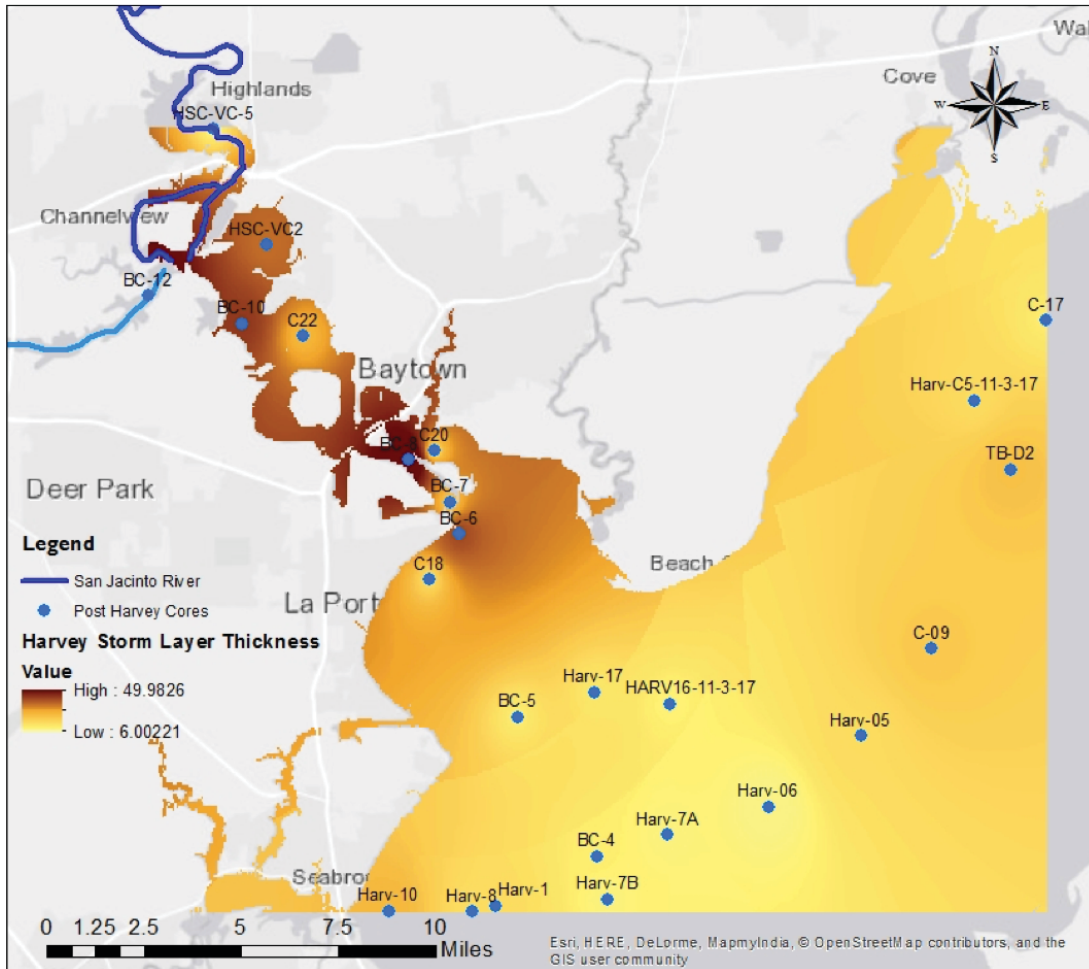 Wa
Cove
N
W E
S
Highlands
HSC-VC-5
Channelview
HSC-VC2
BC-12
BC-10
C22
C-17
Baytown
Harv-C5-11-3-17
C20
BC-8
TB-D2
Deer Park
BC-7
BC-6
Legend
San Jacinto River
Post Harvey Cores
Harvey Storm Layer Thickness
Value
High : 49.9826
Low : 6.00221
C18
Beach
La Port
C-09
Harv-17
HARV16-11-3-17
BC-5
Harv-05
Harv-06
Harv-7A
BC-4
Seabroo
Harv-10
Harv-8
Harv-1
Harv-7B
0 1.25 2.5 5 7.5 10
Miles
Esri, HERE, DeLorme, MapmyIndia, © OpenStreetMap contributors, and the
GIS user community